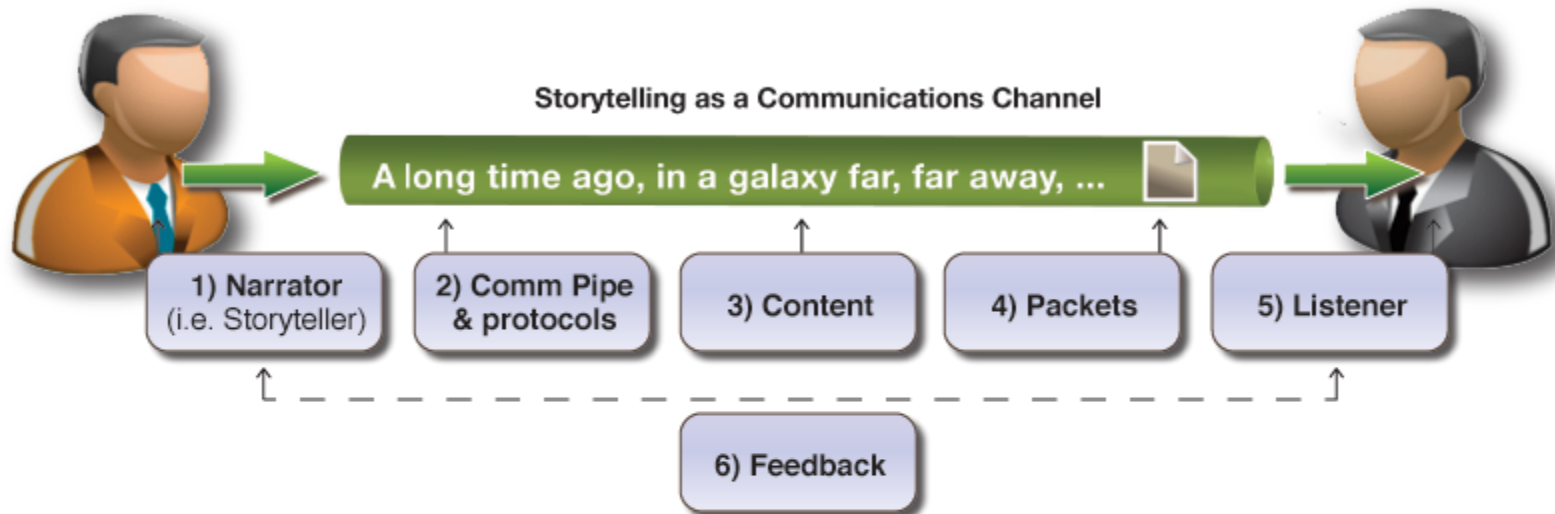 Storytelling as a Communications Channel
A long time ago, in a galaxy far, far away, ...
1) Narrator
(i.e. Storyteller)
2) Comm Pipe
& protocols
3) Content
4) Packets
5) Listener
6) Feedback